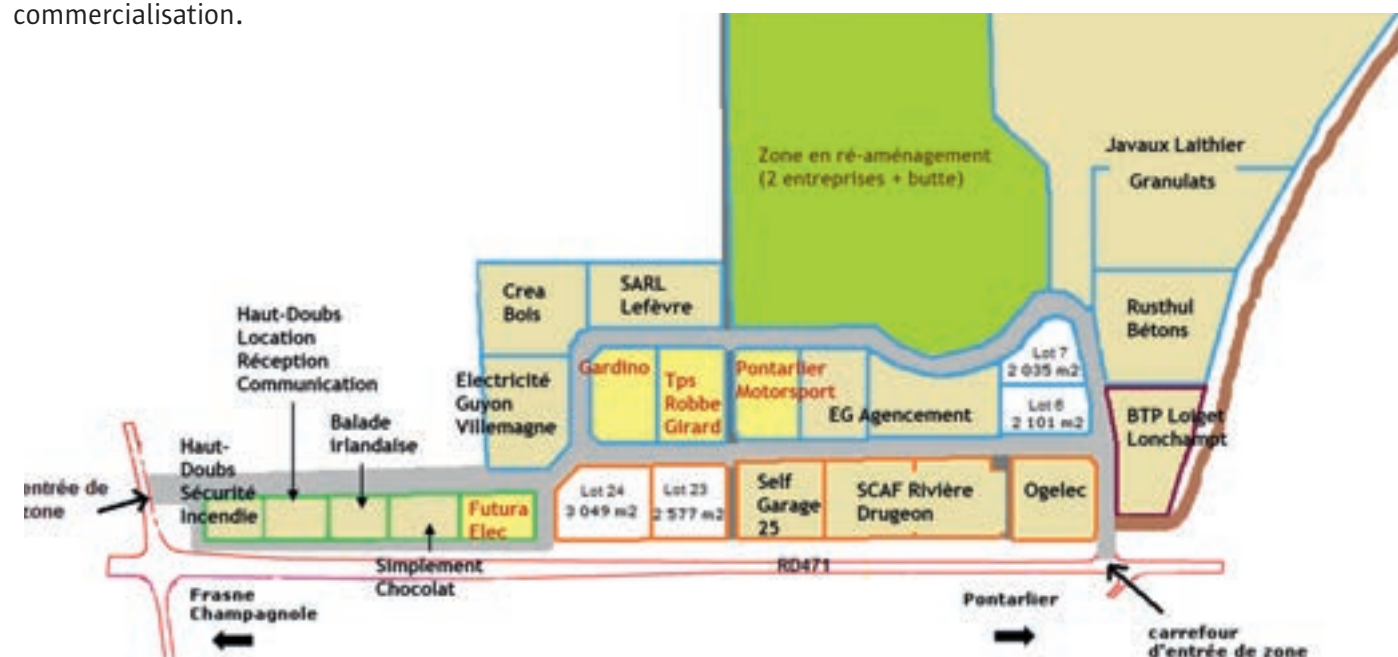 commercialisation.
Zone en ré-aménagement
(2 entreprises + butte)
Javaux Laithier
Granulats
Crea
Bois
SARL
Lefèvre
Rusthul
Bétons
Haut-Doubs
Location
Réception
Communication
Lot 7
2 035 m2
Gardino
Tps
Robbe
Girard
Pontarlier
Motorsport
Electricité
Guyon
Villemagne
EG Agencement
Lot 6
2 101 m2
BTP Loiget
Lonchampt
Balade
Irlandaise
Haut-
Doubs
Sécurité
Incendie
entrée de
zone
Futura
Elec
Lot 24
3 049 m2
Lot 23
2 577 m2
Self
Garage
25
SCAF Rivière
Drugeon
Ogelec
Simplement
Chocolat
RD471
Frasne
Champagnole
Pontarlier
carrefour
d'entrée de zone